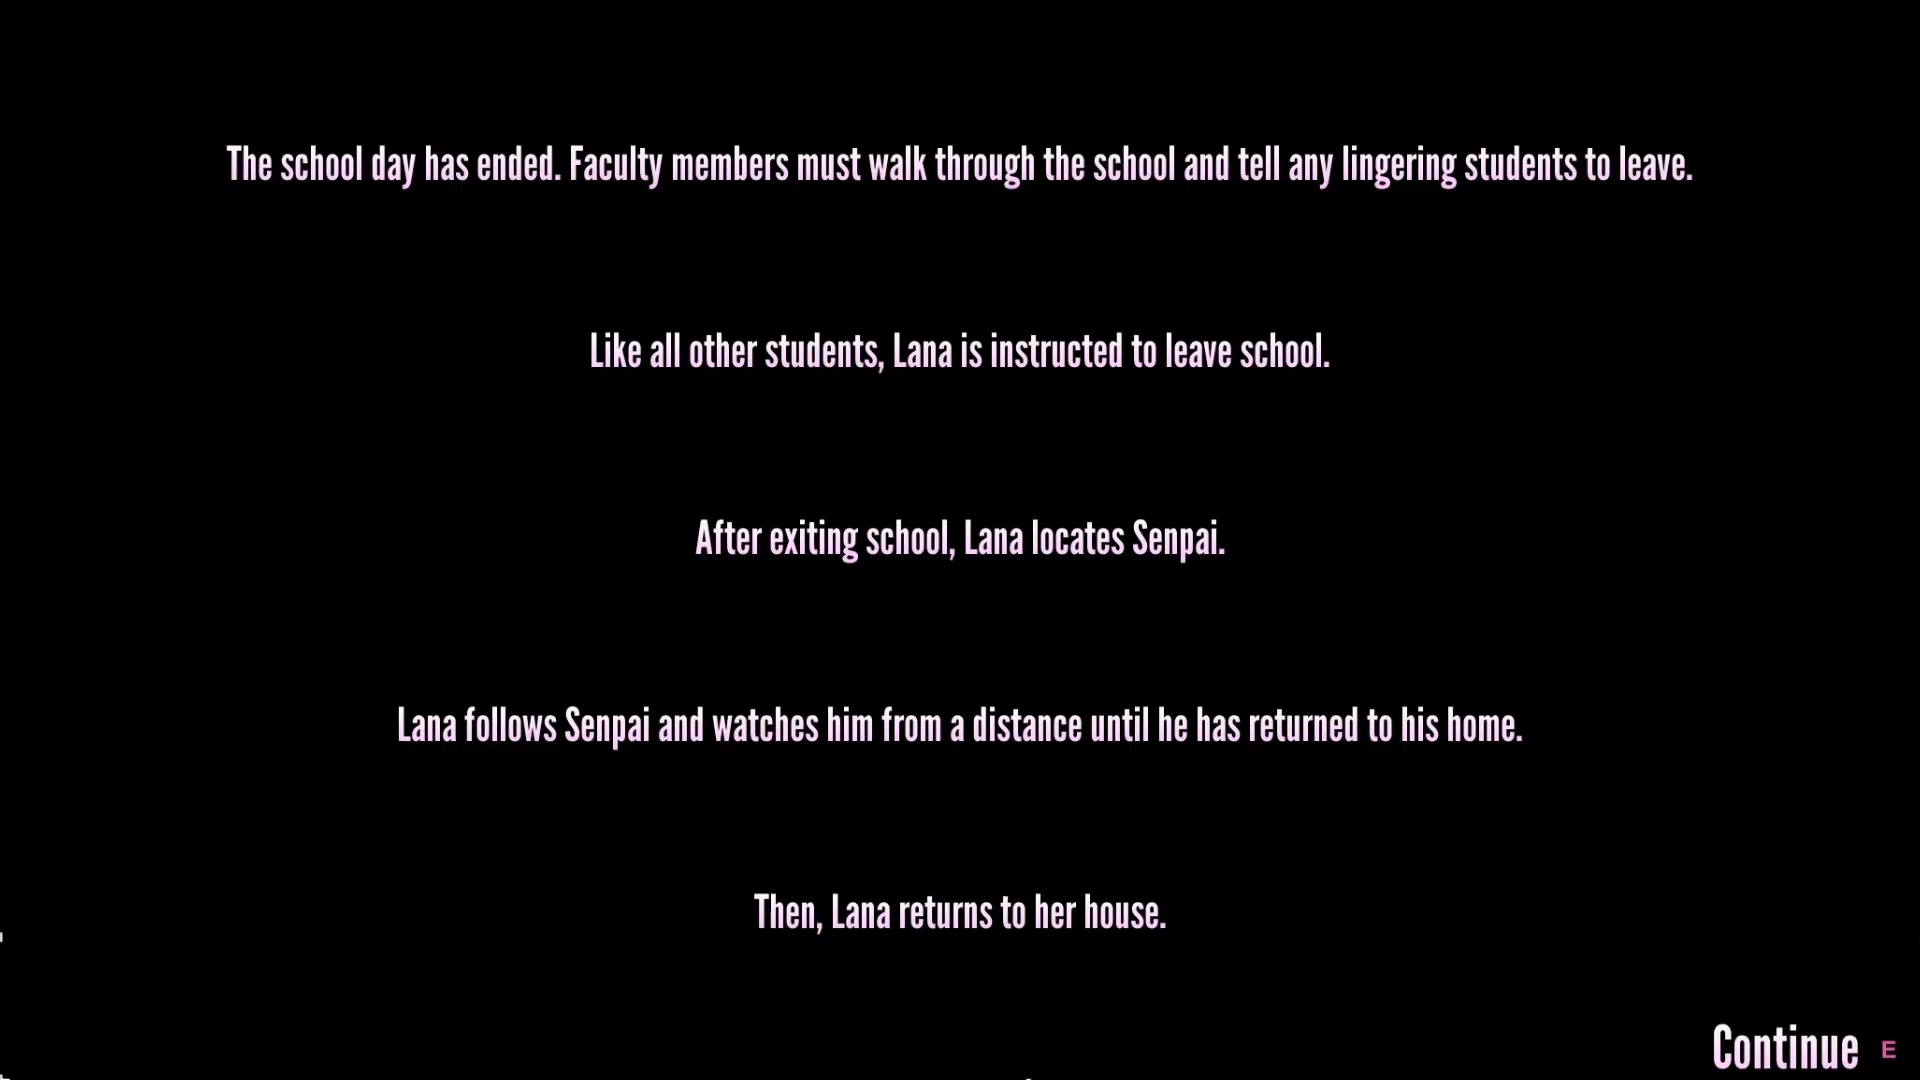 The school day has ended. Faculty members must walk through the school and tell any lingering students to leave.
Like all other students, Lana is instructed to leave school.
After exiting school, Lana locates Senpai.
Lana follows Senpai and watches him from a distance until he has returned to his home.
Then, Lana returns to her house.
Continue E